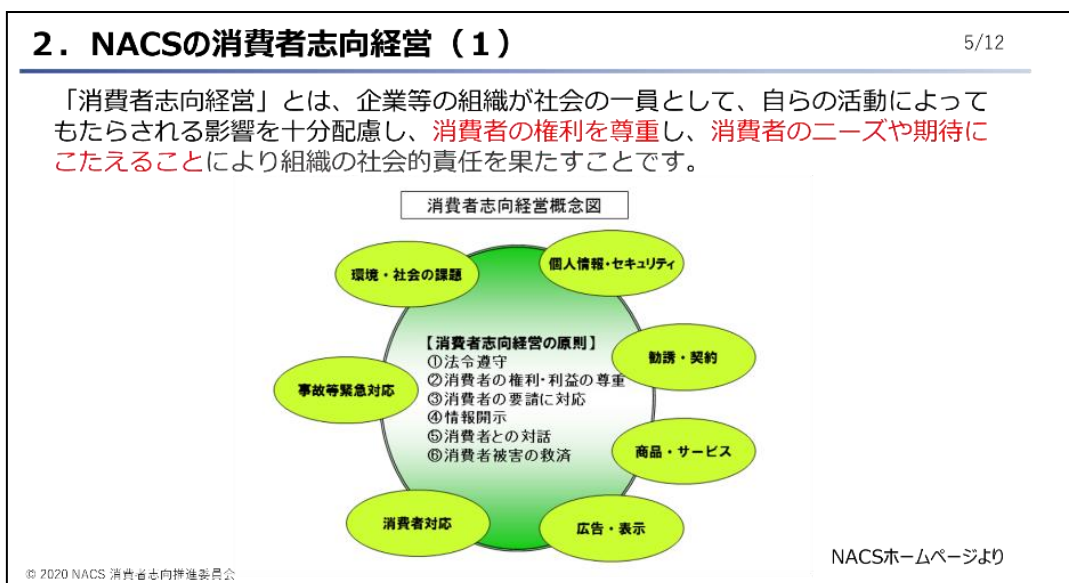 ２．NACSの消費者志向経営（１）
5/12
「消費者志向経営」とは、企業等の組織が社会の一員として、自らの活動によって
もたらされる影響を十分配慮し、消費者の権利を尊重し、消費者のニーズや期待に
こたえることにより組織の社会的責任を果たすことです。
消費者志向経営概念図
環境・社会の課題
個人情報・セキュリティ
【消費者志向経営の原則】
①法令遵守
②消費者の権利・利益の尊重
③消費者の要請に対応
④情報開示
⑤消費者との対話
⑥消費者被害の救済
勧誘・契約
事故等緊急対応
商品・サービス
消費者対応
広告・表示
NACSホームページより
© 2020 NACS 消費者志向推進委員会